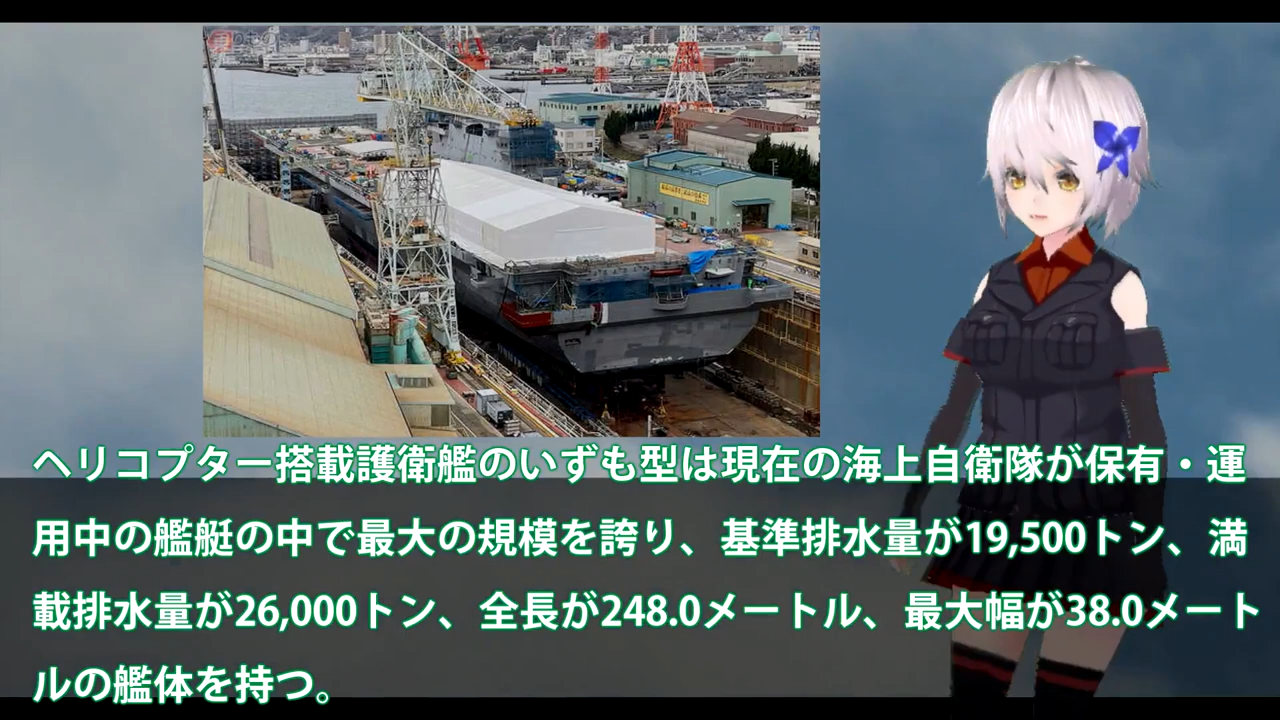 ヘリコプター搭載護衛艦のいずも型は現在の海上自衛隊が保有・運
用中の艦艇の中で最大の規模を誇り、基準排水量が19,500トン、満
載排水量が26,000トン、全長が248.0メートル、最大幅が38.0メート
ルの艦体を持つ。